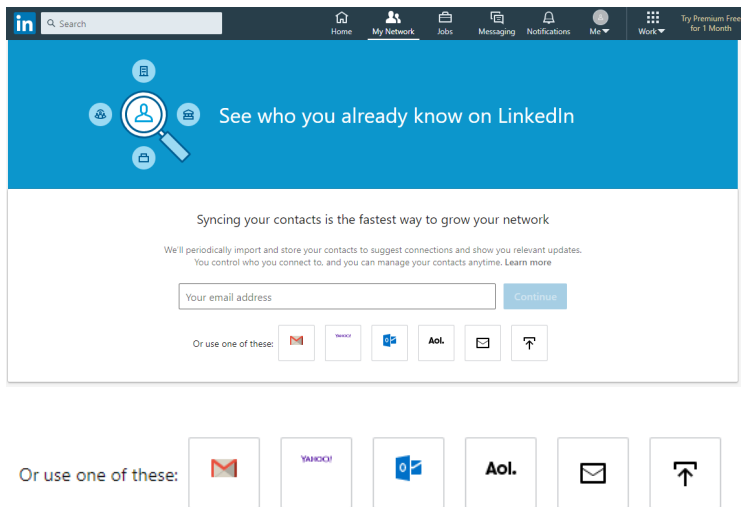 in
Search
Home
My Network
Jobs
Messaging
Notifications
Me
Work
Try Premium Free
for 1 Month
See who you already know on LinkedIn
Syncing your contacts is the fastest way to grow your network
We'll periodically import and store your contacts to suggest connections and show you relevant updates.
You control who you connect to, and you can manage your contacts anytime. Learn more
Your email address
Continue
Or use one of these:
YAHOO!
Aol.
Or use one of these:
YAHOO!
Aol.